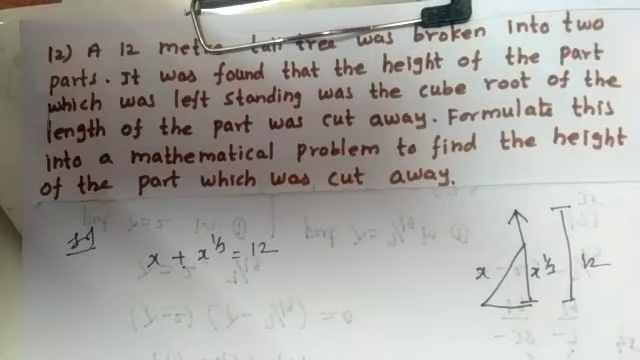 12) A 12 metre tall tree was broken into two
parts. It was found that the height of the part
which was left standing was the cube root of the
length of the part was cut away. Formulate this
into a mathematical problem to find the height
of the part which was cut away.
x + x^1/3 = 12
x x^1/3 12